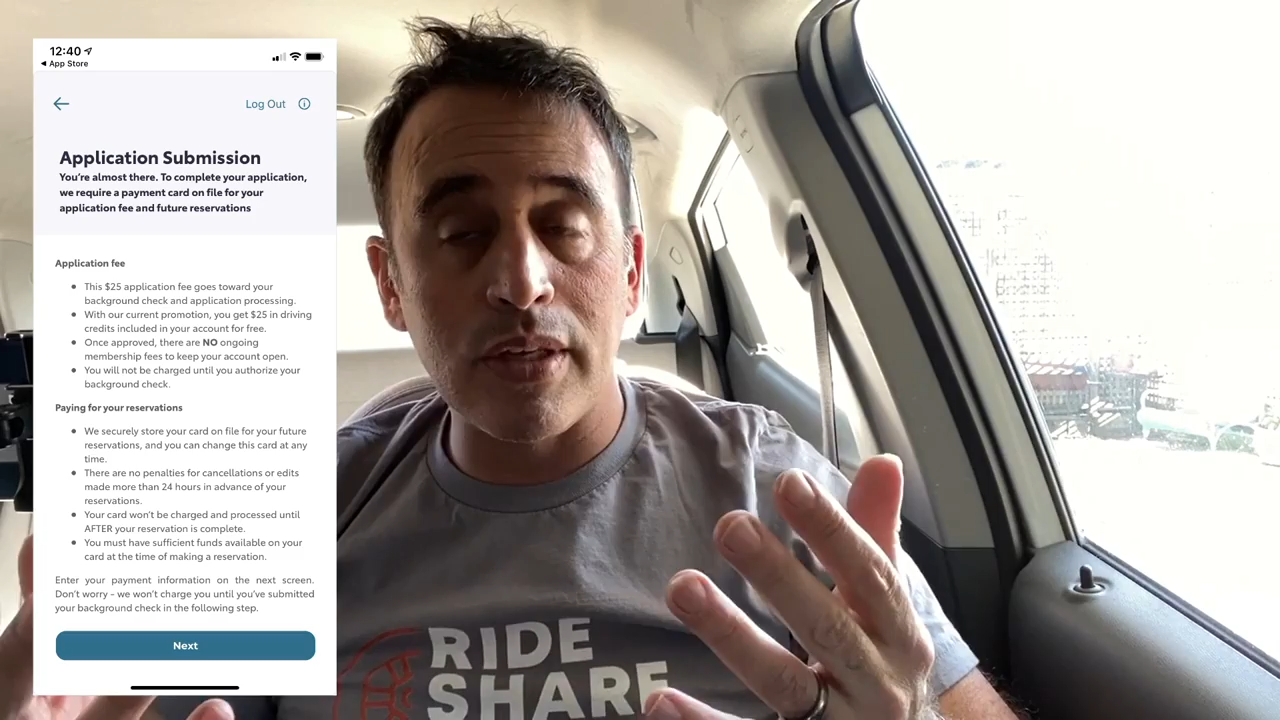 12:40
App Store
Log Out
Application Submission
You're almost there. To complete your application,
we require a payment card on file for your
application fee and future reservations
Application fee
This $25 application fee goes toward your
background check and application processing.
With our current promotion, you get $25 in driving
credits included in your account for free.
Once approved, there are NO ongoing
membership fees to keep your account open.
You will not be charged until you authorize your
background check.
Paying for your reservations
We securely store your card on file for your future
reservations, and you can change this card at any
time.
There are no penalties for cancellations or edits
made more than 24 hours in advance of your
reservations.
Your card won't be charged and processed until
AFTER your reservation is complete.
You must have sufficient funds available on your
card at the time of making a reservation.
Enter your payment information on the next screen.
Don't worry - we won't charge you until you've submitted
your background check in the following step.
Next
RIDE
SHARE